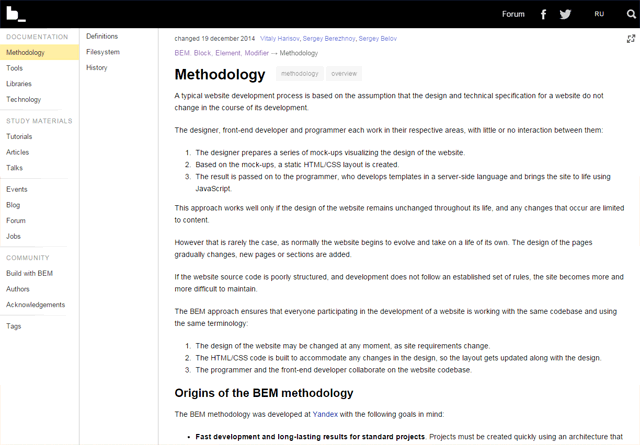 b_
Forum
RU
DOCUMENTATION
Methodology
Tools
Libraries
Technology
STUDY MATERIALS
Tutorials
Articles
Talks
Events
Blog
Forum
Jobs
COMMUNITY
Build with BEM
Authors
Acknowledgements
Tags
Definitions
Filesystem
History
changed 19 december 2014 Vitaly Harisov, Sergey Berezhnoy, Sergey Belov
BEM. Block, Element, Modifier → Methodology
Methodology methodology overview
A typical website development process is based on the assumption that the design and technical specification for a website do not
change in the course of its development.
The designer, front-end developer and programmer each work in their respective areas, with little or no interaction between them:
1. The designer prepares a series of mock-ups visualizing the design of the website.
2. Based on the mock-ups, a static HTML/CSS layout is created.
3. The result is passed on to the programmer, who develops templates in a server-side language and brings the site to life using
JavaScript.
This approach works well only if the design of the website remains unchanged throughout its life, and any changes that occur are limited
to content.
However that is rarely the case, as normally the website begins to evolve and take on a life of its own. The design of the pages
gradually changes, new pages or sections are added.
If the website source code is poorly structured, and development does not follow an established set of rules, the site becomes more and
more difficult to maintain.
The BEM approach ensures that everyone participating in the development of a website is working with the same codebase and using
the same terminology:
1. The design of the website may be changed at any moment, as site requirements change.
2. The HTML/CSS code is built to accommodate any changes in the design, so the layout gets updated along with the design.
3. The programmer and the front-end developer collaborate on the website codebase.
Origins of the BEM methodology
The BEM methodology was developed at Yandex with the following goals in mind:
• Fast development and long-lasting results for standard projects. Projects must be created quickly using an architecture that